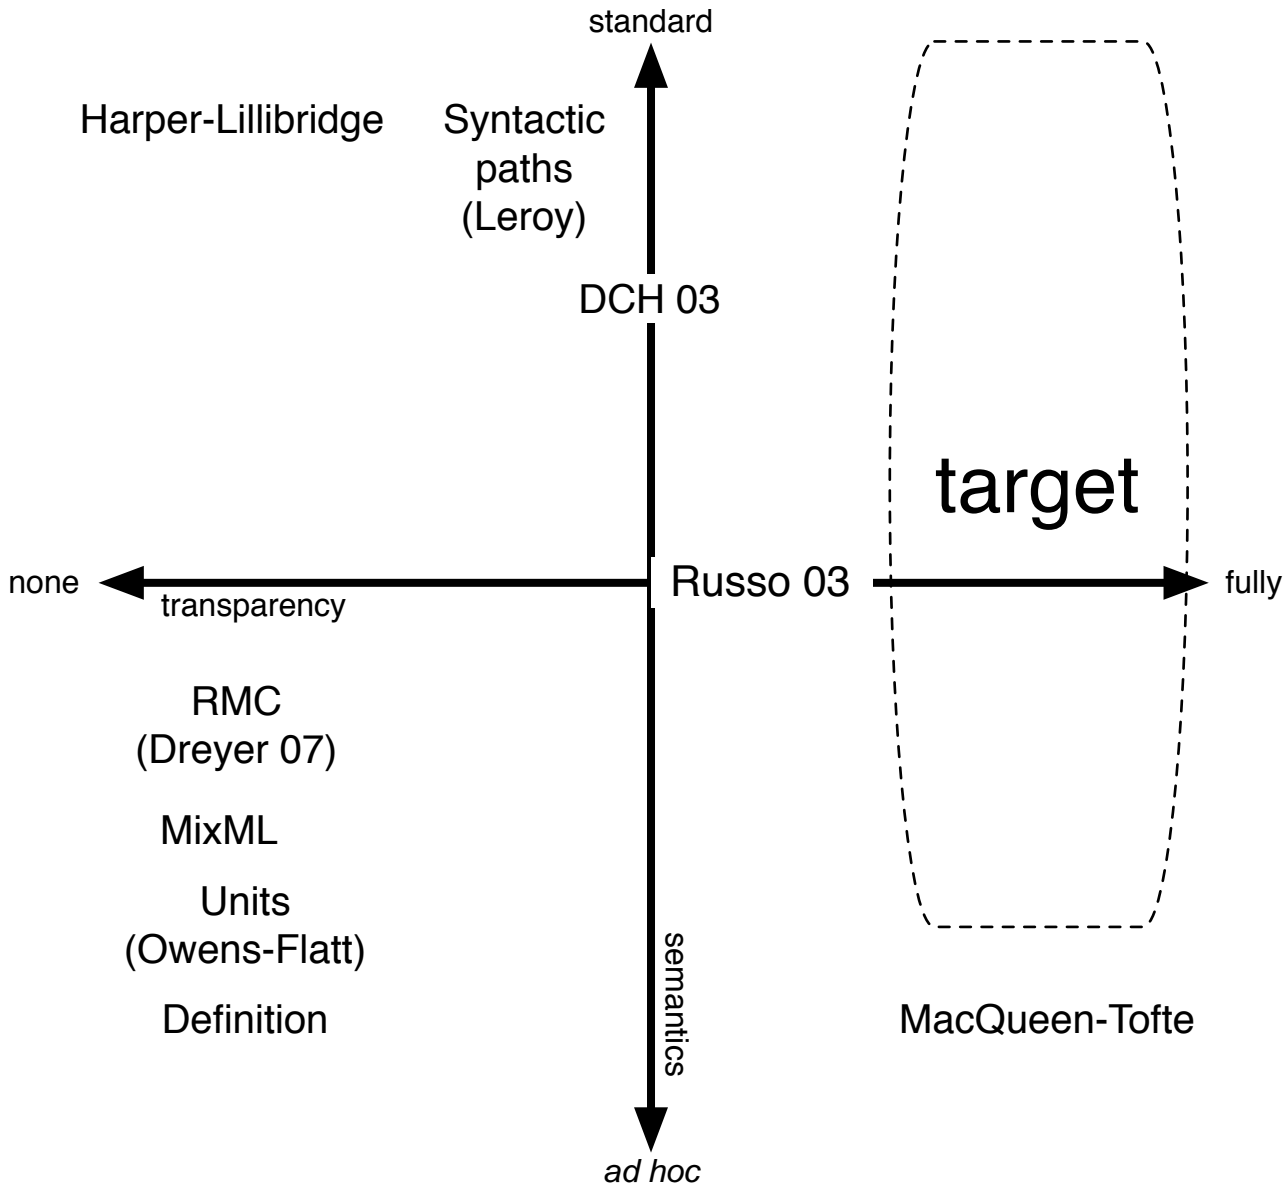 standard
Harper-Lillibridge
Syntactic
paths
(Leroy)
DCH 03
target
none
transparency
Russo 03
fully
RMC
(Dreyer 07)
MixML
Units
(Owens-Flatt)
semantics
Definition
MacQueen-Tofte
ad hoc